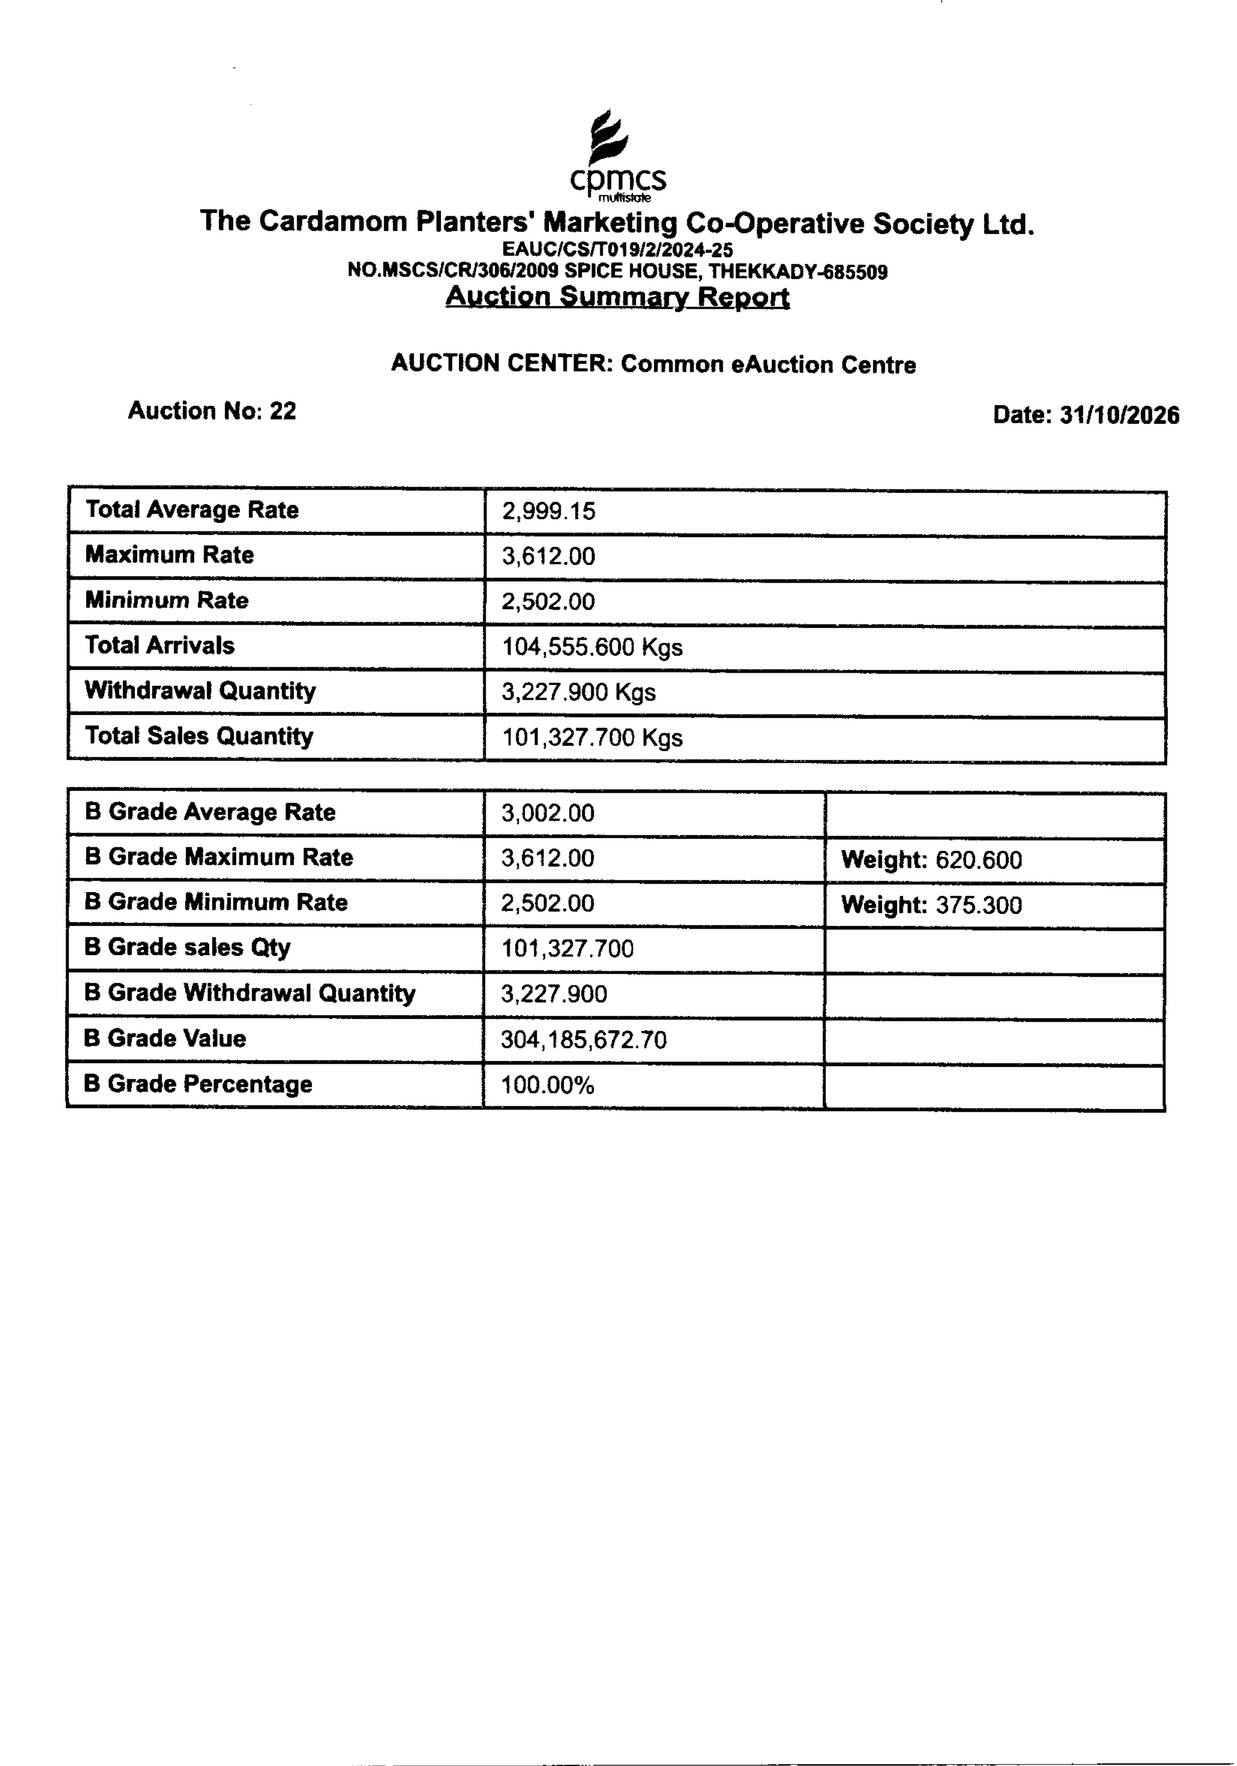 cpmcs
multistate
The Cardamom Planters' Marketing Co-Operative Society Ltd.
EAUC/CS/T019/2/2024-25
NO.MSCS/CR/306/2009 SPICE HOUSE, THEKKADY-685509
Auction Summary Report
AUCTION CENTER: Common eAuction Centre
Auction No: 22
Date: 31/10/2026
Total Average Rate 2,999.15
Maximum Rate 3,612.00
Minimum Rate 2,502.00
Total Arrivals 104,555.600 Kgs
Withdrawal Quantity 3,227.900 Kgs
Total Sales Quantity 101,327.700 Kgs
B Grade Average Rate 3,002.00
B Grade Maximum Rate 3,612.00 Weight: 620.600
B Grade Minimum Rate 2,502.00 Weight: 375.300
B Grade sales Qty 101,327.700
B Grade Withdrawal Quantity 3,227.900
B Grade Value 304,185,672.70
B Grade Percentage 100.00%